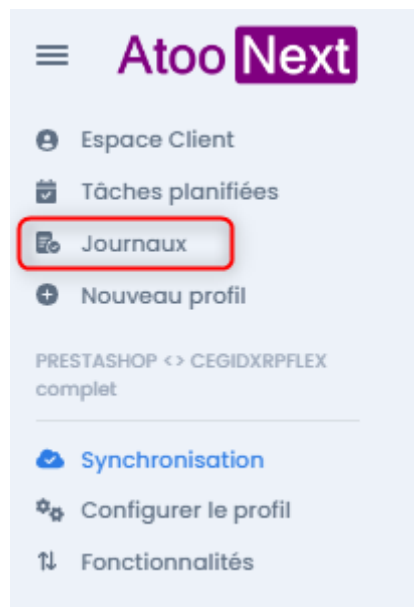 Atoo Next
Espace Client
Tâches planifiées
Journaux
Nouveau profil
PRESTASHOP <> CEGIDXRPFLEX
complet
Synchronisation
Configurer le profil
Fonctionnalités